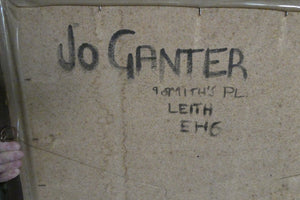 JO GANTER
9 SMITH'S PL.
LEITH
EH6